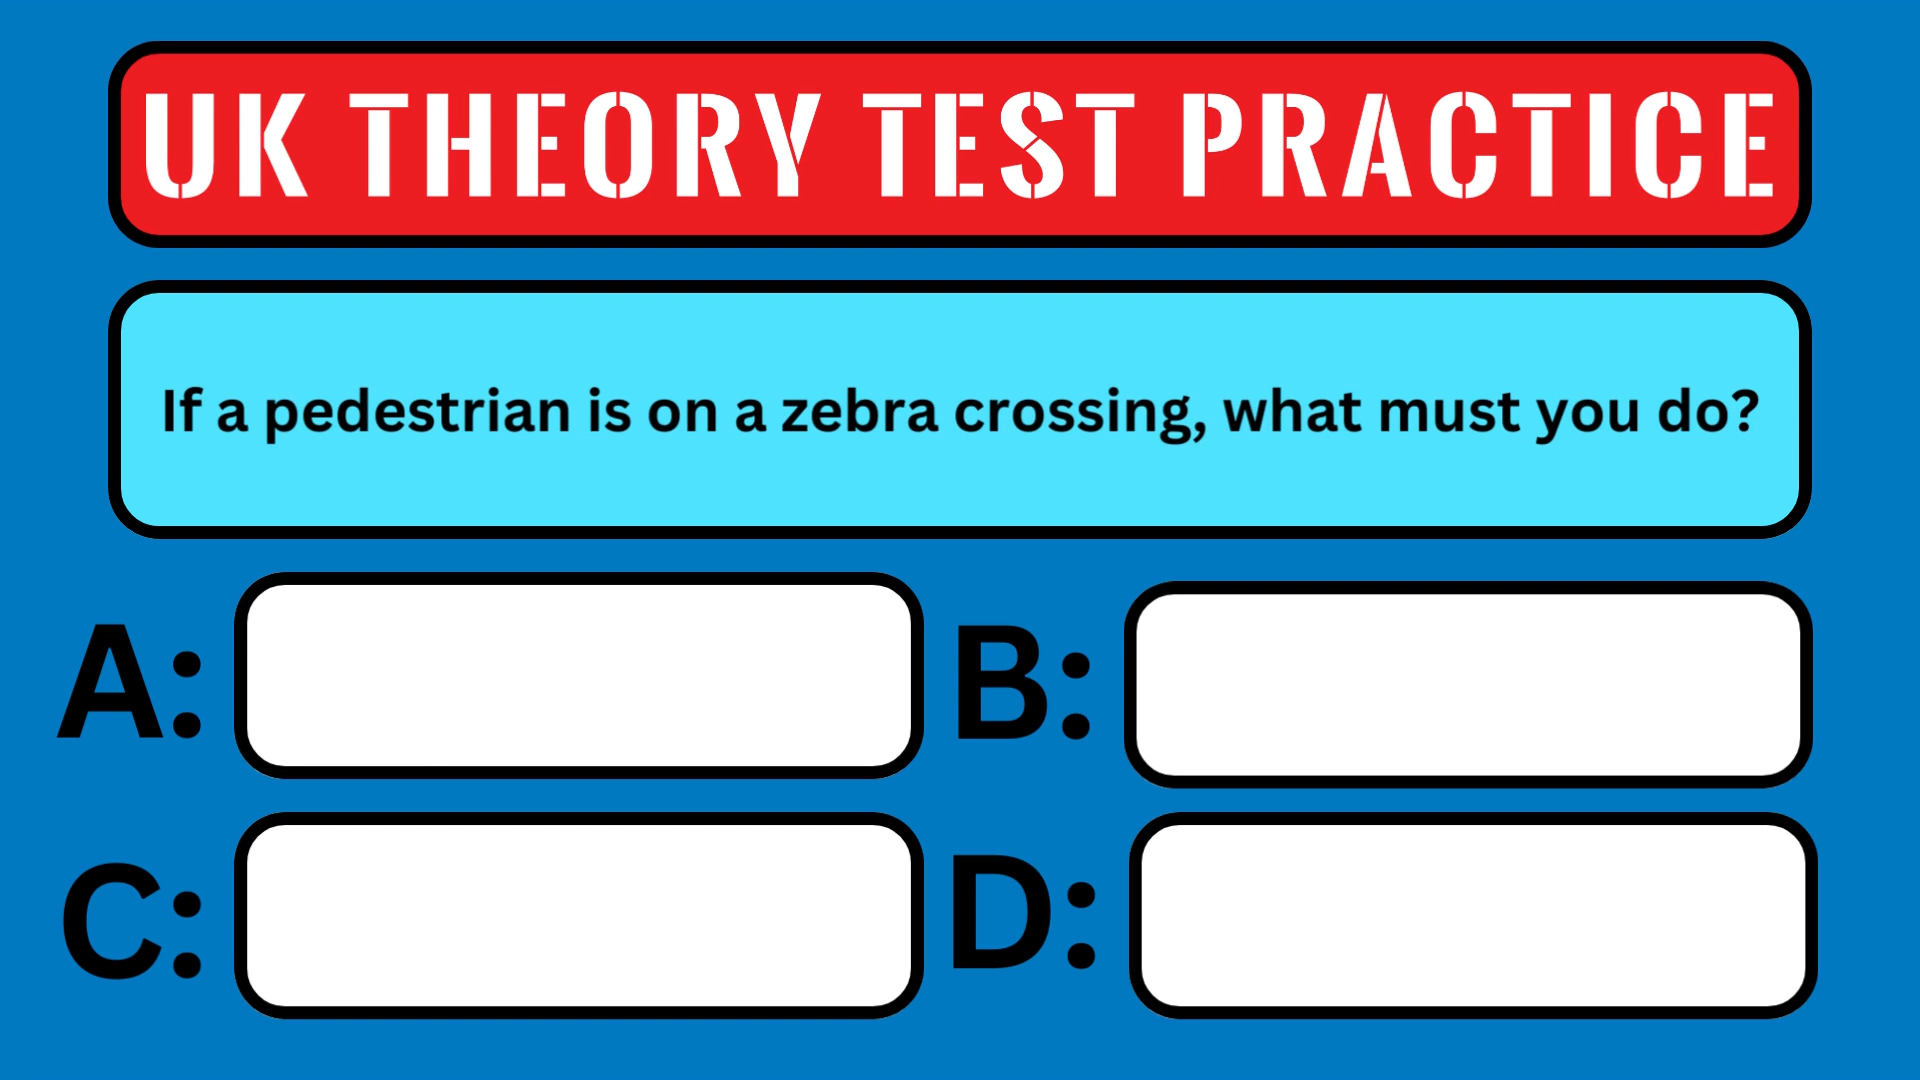 UK THEORY TEST PRACTICE
If a pedestrian is on a zebra crossing, what must you do?
A:
B:
C:
D: